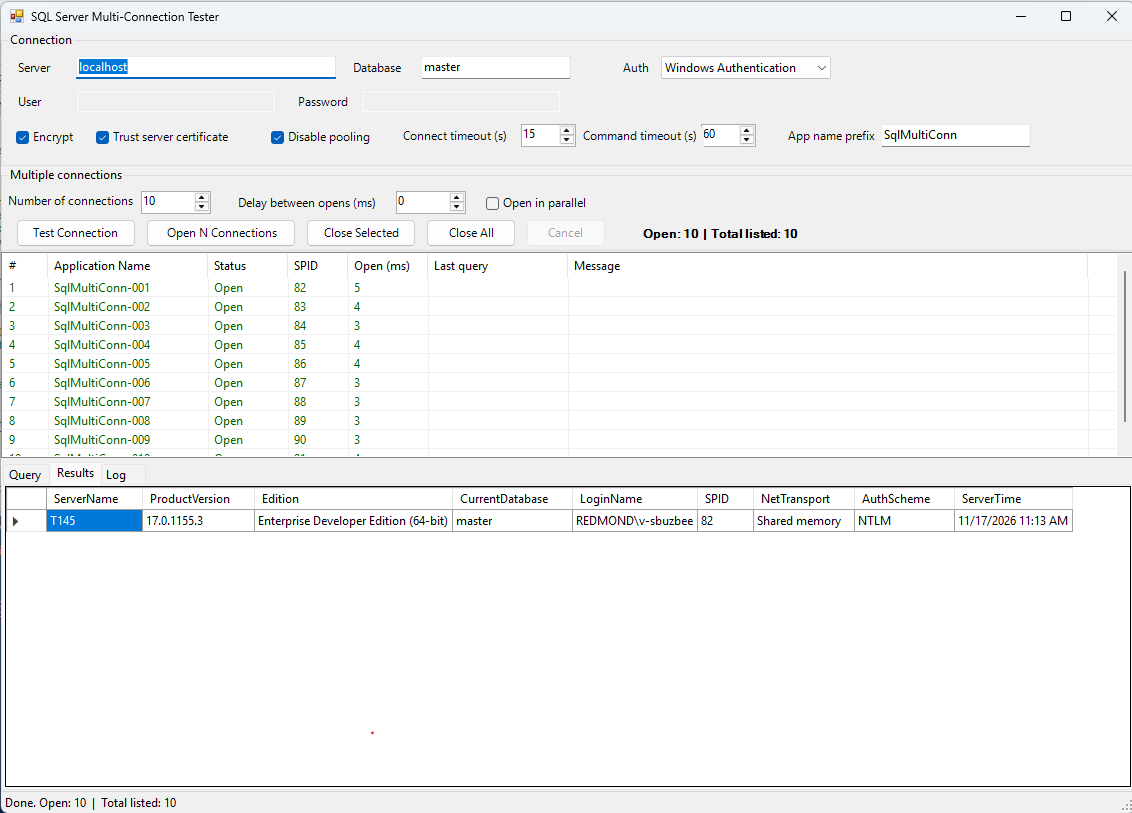 SQL Server Multi-Connection Tester
Connection
Server localhost Database master Auth Windows Authentication
User Password
Encrypt Trust server certificate Disable pooling Connect timeout (s) 15 Command timeout (s) 60 App name prefix SqlMultiConn
Multiple connections
Number of connections 10 Delay between opens (ms) 0 Open in parallel
Test Connection Open N Connections Close Selected Close All Cancel Open: 10 | Total listed: 10
# Application Name Status SPID Open (ms) Last query Message
1 SqlMultiConn-001 Open 82 5
2 SqlMultiConn-002 Open 83 4
3 SqlMultiConn-003 Open 84 3
4 SqlMultiConn-004 Open 85 4
5 SqlMultiConn-005 Open 86 4
6 SqlMultiConn-006 Open 87 3
7 SqlMultiConn-007 Open 88 3
8 SqlMultiConn-008 Open 89 3
9 SqlMultiConn-009 Open 90 3
Query Results Log
ServerName ProductVersion Edition CurrentDatabase LoginName SPID NetTransport AuthScheme ServerTime
T145 17.0.1155.3 Enterprise Developer Edition (64-bit) master REDMOND\v-sbuzbee 82 Shared memory NTLM 11/17/2026 11:13 AM
Done. Open: 10 | Total listed: 10